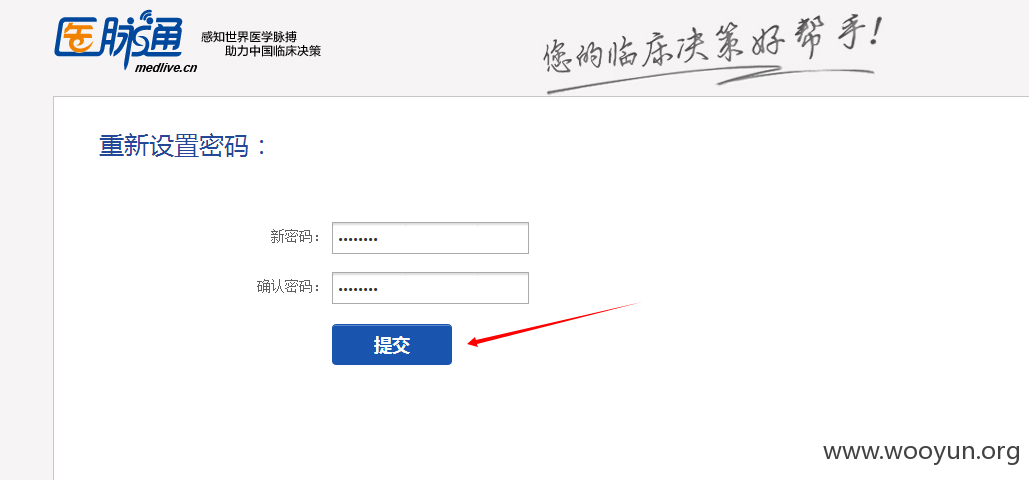 医脉通
medlive.cn
感知世界医学脉搏
助力中国临床决策
您的临床决策好帮手!
重新设置密码：
新密码：
••••••••
确认密码：
••••••••
提交
www.wooyun.org